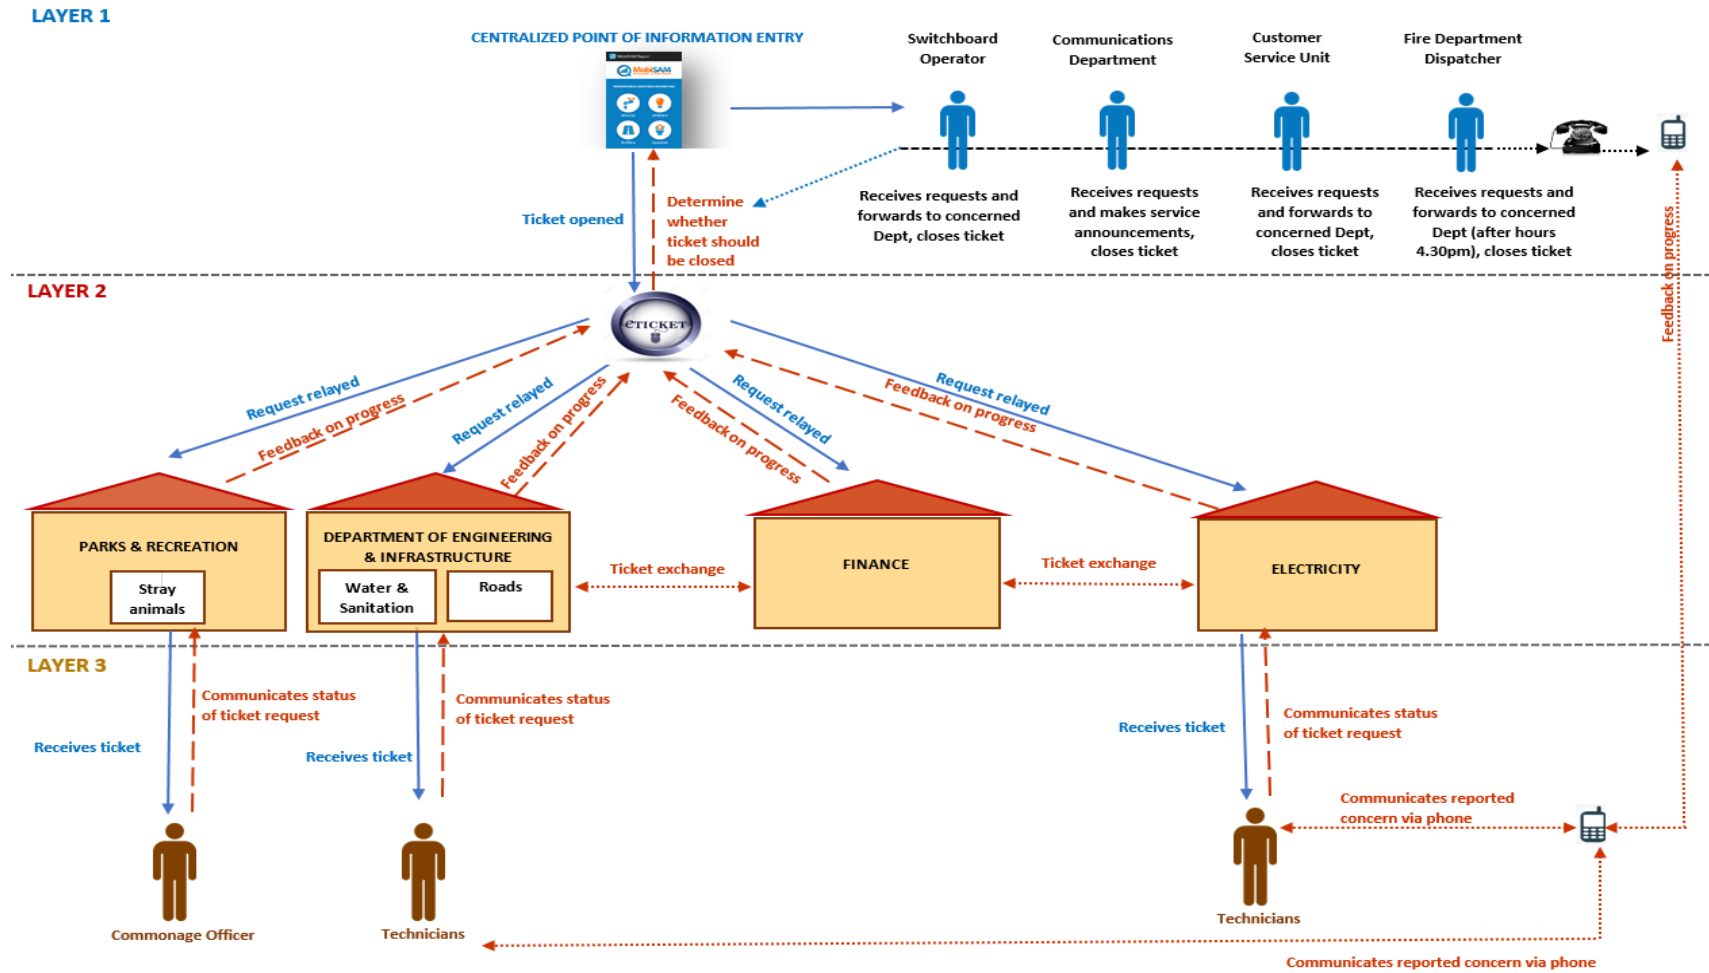 LAYER 1
CENTRALIZED POINT OF INFORMATION ENTRY
MobiSAM
Switchboard
Operator
Communications
Department
Customer
Service Unit
Fire Department
Dispatcher
Receives requests and
forwards to concerned
Dept, closes ticket
Receives requests
and makes service
announcements,
closes ticket
Receives requests
and forwards to
concerned Dept,
closes ticket
Receives requests and
forwards to concerned
Dept (after hours
4.30pm), closes ticket
Ticket opened
Determine
whether
ticket should
be closed
Feedback on progress
LAYER 2
eTICKET
Request relayed
Feedback on progress
Request relayed
Feedback on progress
Request relayed
Feedback on progress
Request relayed
Feedback on progress
PARKS & RECREATION
Stray
animals
DEPARTMENT OF ENGINEERING
& INFRASTRUCTURE
Water &
Sanitation
Roads
Ticket exchange
FINANCE
Ticket exchange
ELECTRICITY
LAYER 3
Communicates status
of ticket request
Receives ticket
Communicates status
of ticket request
Receives ticket
Communicates status
of ticket request
Receives ticket
Communicates reported
concern via phone
Commonage Officer
Technicians
Technicians
Communicates reported concern via phone